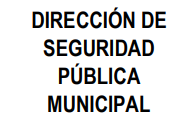 DIRECCIÓN DE
SEGURIDAD
PÚBLICA
MUNICIPAL